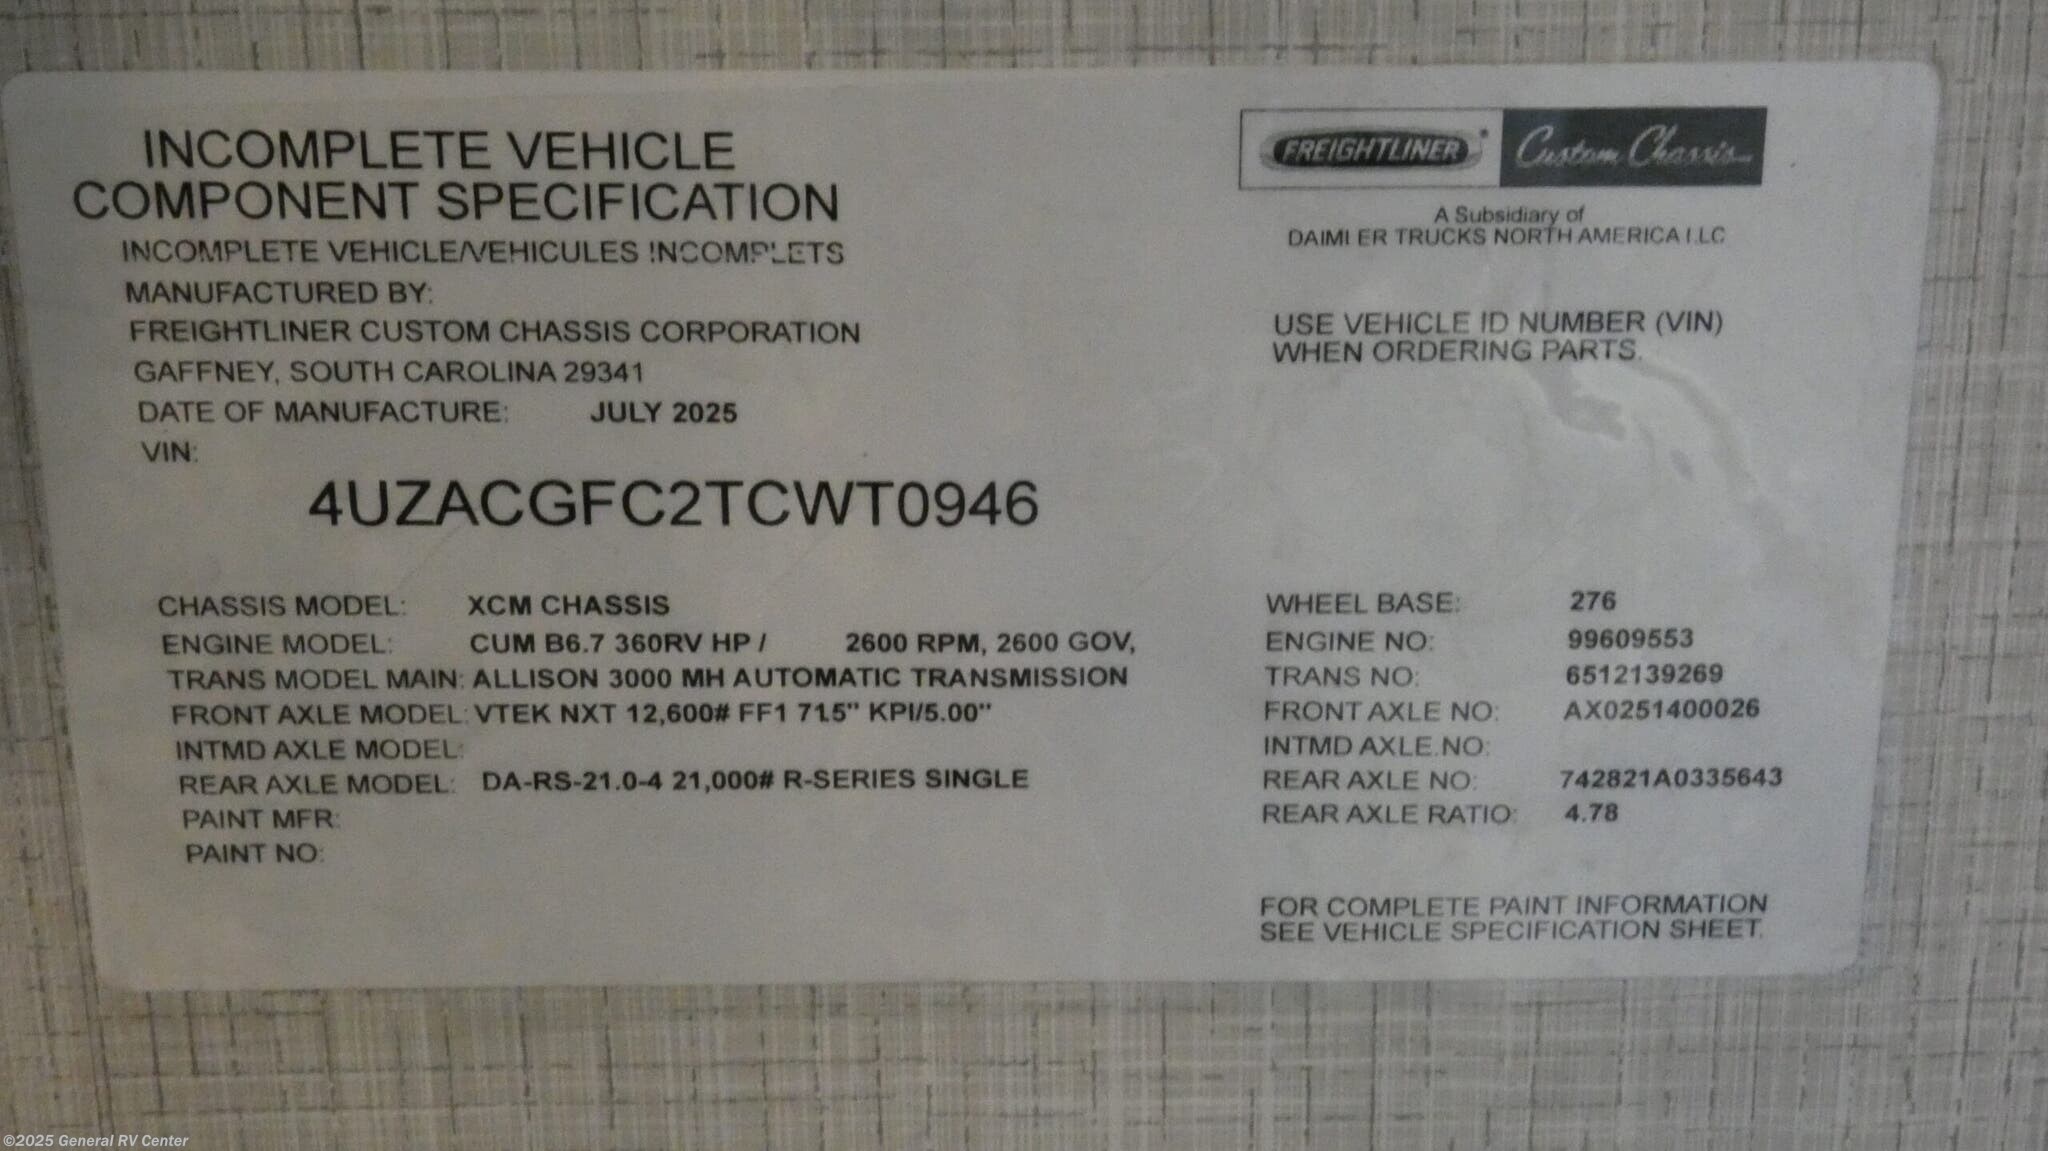 INCOMPLETE VEHICLE
COMPONENT SPECIFICATION
INCOMPLETE VEHICLE/VEHICULES INCOMPLETS
MANUFACTURED BY:
FREIGHTLINER CUSTOM CHASSIS CORPORATION
GAFFNEY, SOUTH CAROLINA 29341
DATE OF MANUFACTURE: JULY 2025
VIN:
4UZACGFC2TCWT0946
FREIGHTLINER® Custom Chassis
A Subsidiary of
DAIMLER TRUCKS NORTH AMERICA LLC
USE VEHICLE ID NUMBER (VIN)
WHEN ORDERING PARTS.
CHASSIS MODEL: XCM CHASSIS
ENGINE MODEL: CUM B6.7 360RV HP / 2600 RPM, 2600 GOV,
TRANS MODEL MAIN: ALLISON 3000 MH AUTOMATIC TRANSMISSION
FRONT AXLE MODEL: VTEK NXT 12,600# FF1 71.5" KPI/5.00"
INTMD AXLE MODEL:
REAR AXLE MODEL: DA-RS-21.0-4 21,000# R-SERIES SINGLE
PAINT MFR:
PAINT NO:
WHEEL BASE: 276
ENGINE NO: 99609553
TRANS NO: 6512139269
FRONT AXLE NO: AX0251400026
INTMD AXLE NO:
REAR AXLE NO: 742821A0335643
REAR AXLE RATIO: 4.78
FOR COMPLETE PAINT INFORMATION
SEE VEHICLE SPECIFICATION SHEET.
©2025 General RV Center